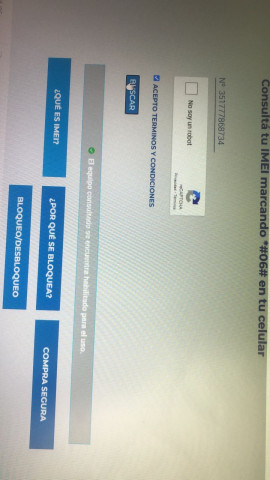 Consultá tu IMEI marcando *#06# en tu celular
N° 351777868734
No soy un robot
reCAPTCHA
Privacidad - Términos
ACEPTO TERMINOS Y CONDICIONES
BUSCAR
El equipo consultado se encuentra habilitado para el uso.
¿QUÉ ES IMEI?
¿POR QUÉ SE BLOQUEA?
COMPRA SEGURA
BLOQUEO/DESBLOQUEO